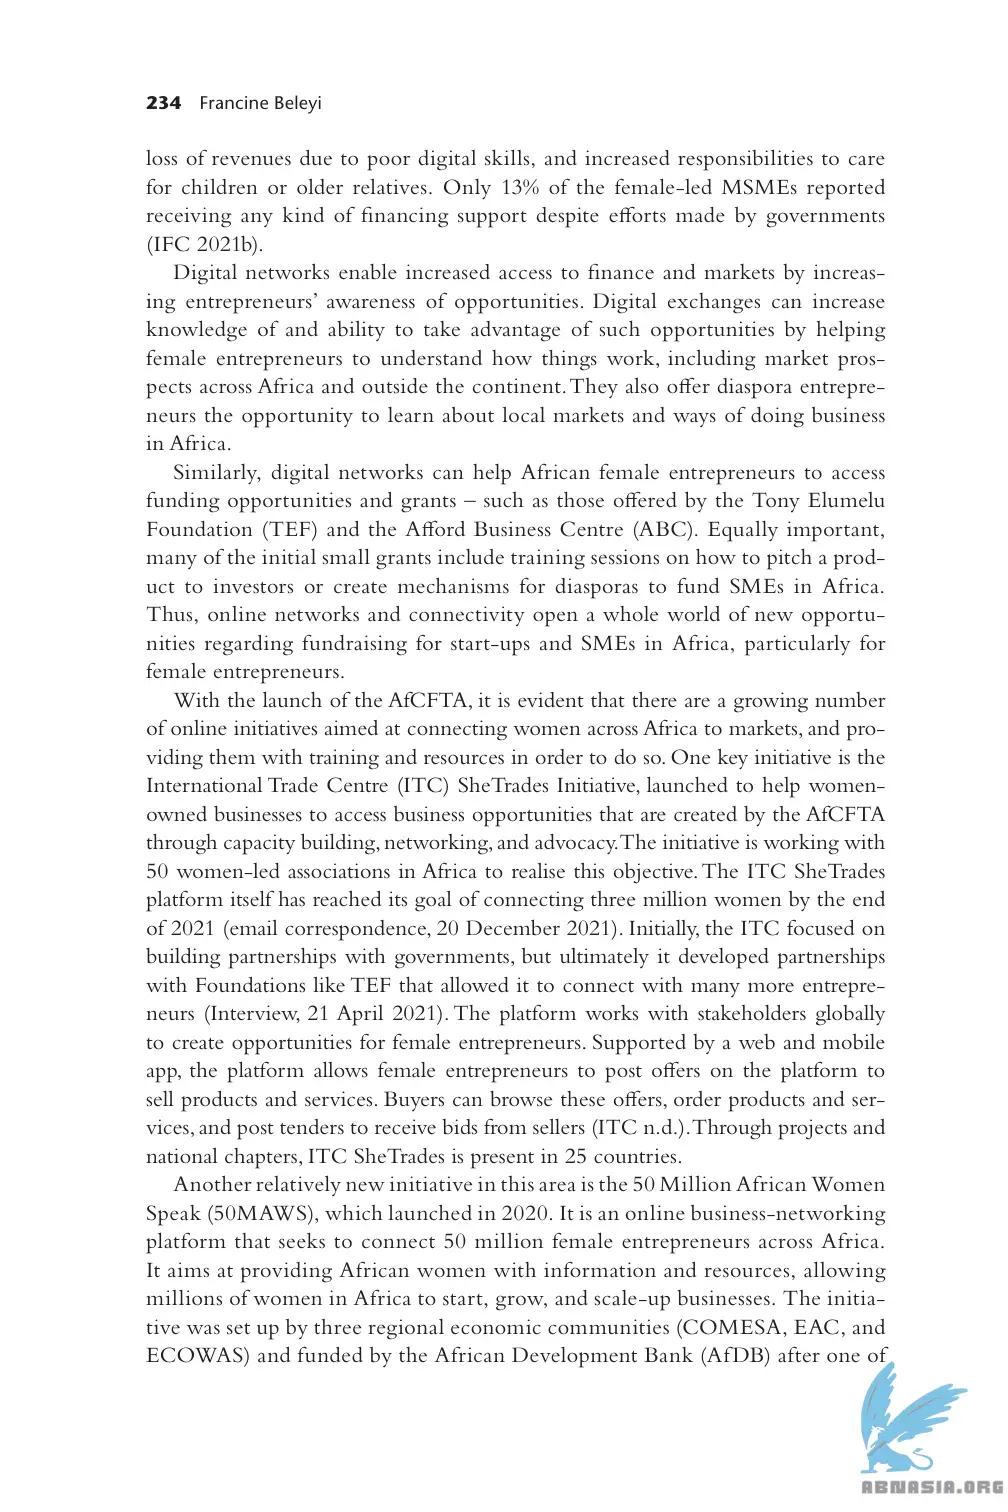 234 Francine Beleyi
loss of revenues due to poor digital skills, and increased responsibilities to care
for children or older relatives. Only 13% of the female-led MSMEs reported
receiving any kind of financing support despite efforts made by governments
(IFC 2021b).
Digital networks enable increased access to finance and markets by increas-
ing entrepreneurs’ awareness of opportunities. Digital exchanges can increase
knowledge of and ability to take advantage of such opportunities by helping
female entrepreneurs to understand how things work, including market pros-
pects across Africa and outside the continent. They also offer diaspora entrepre-
neurs the opportunity to learn about local markets and ways of doing business
in Africa.
Similarly, digital networks can help African female entrepreneurs to access
funding opportunities and grants – such as those offered by the Tony Elumelu
Foundation (TEF) and the Afford Business Centre (ABC). Equally important,
many of the initial small grants include training sessions on how to pitch a prod-
uct to investors or create mechanisms for diasporas to fund SMEs in Africa.
Thus, online networks and connectivity open a whole world of new opportu-
nities regarding fundraising for start-ups and SMEs in Africa, particularly for
female entrepreneurs.
With the launch of the AfCFTA, it is evident that there are a growing number
of online initiatives aimed at connecting women across Africa to markets, and pro-
viding them with training and resources in order to do so. One key initiative is the
International Trade Centre (ITC) SheTrades Initiative, launched to help women-
owned businesses to access business opportunities that are created by the AfCFTA
through capacity building, networking, and advocacy. The initiative is working with
50 women-led associations in Africa to realise this objective. The ITC SheTrades
platform itself has reached its goal of connecting three million women by the end
of 2021 (email correspondence, 20 December 2021). Initially, the ITC focused on
building partnerships with governments, but ultimately it developed partnerships
with Foundations like TEF that allowed it to connect with many more entrepre-
neurs (Interview, 21 April 2021). The platform works with stakeholders globally
to create opportunities for female entrepreneurs. Supported by a web and mobile
app, the platform allows female entrepreneurs to post offers on the platform to
sell products and services. Buyers can browse these offers, order products and ser-
vices, and post tenders to receive bids from sellers (ITC n.d.). Through projects and
national chapters, ITC SheTrades is present in 25 countries.
Another relatively new initiative in this area is the 50 Million African Women
Speak (50MAWS), which launched in 2020. It is an online business-networking
platform that seeks to connect 50 million female entrepreneurs across Africa.
It aims at providing African women with information and resources, allowing
millions of women in Africa to start, grow, and scale-up businesses. The initia-
tive was set up by three regional economic communities (COMESA, EAC, and
ECOWAS) and funded by the African Development Bank (AfDB) after one of
ABNASIA.ORG